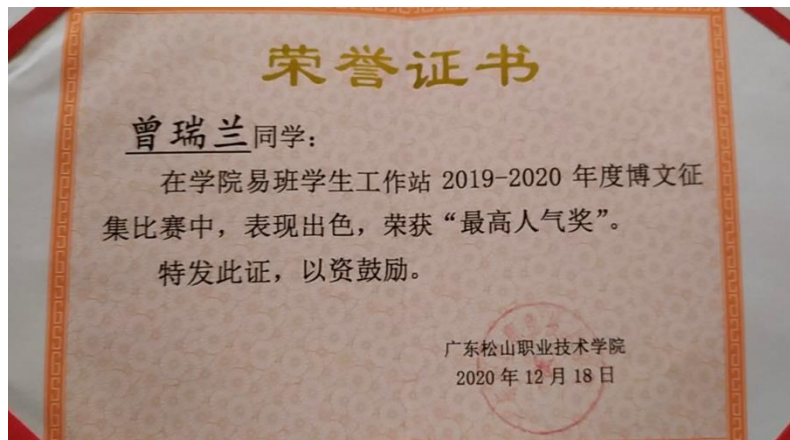 荣誉证书
曾瑞兰同学：
在学院易班学生工作站 2019-2020 年度博文征
集比赛中，表现出色，荣获“最高人气奖”。
特发此证，以资鼓励。
广东松山职业技术学院
2020 年 12 月 18 日